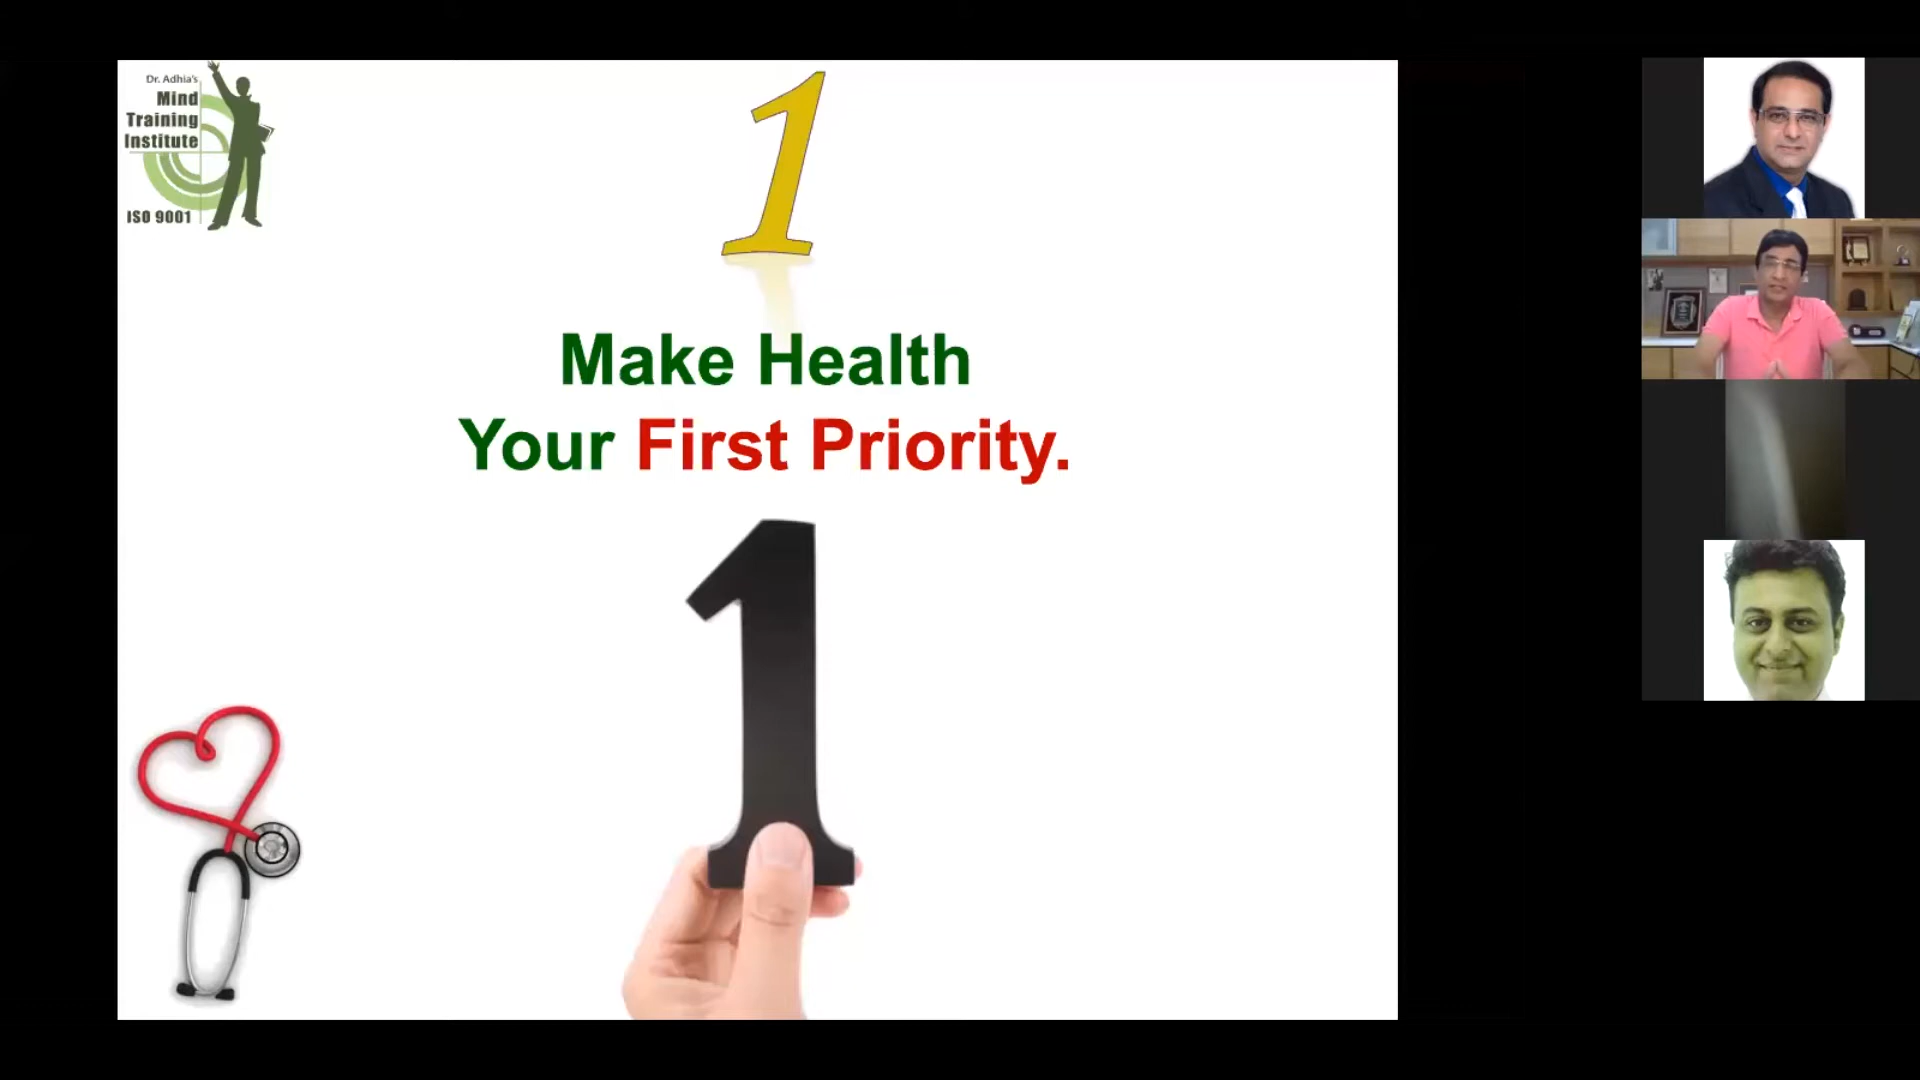 Dr. Adhia's
Mind
Training
Institute
ISO 9001
1
Make Health
Your First Priority.
1